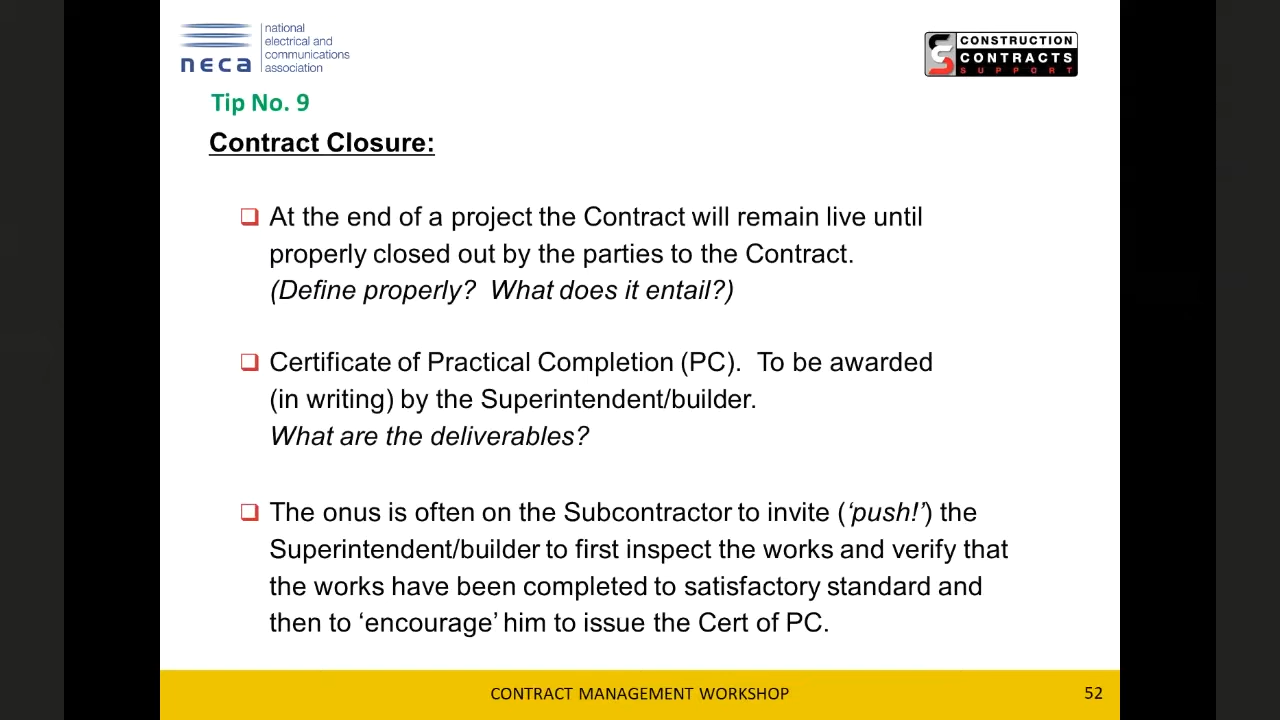 neca
national
electrical and
communications
association
CONSTRUCTION
CONTRACTS
SUPPORT
Tip No. 9
Contract Closure:
At the end of a project the Contract will remain live until
properly closed out by the parties to the Contract.
(Define properly?  What does it entail?)
Certificate of Practical Completion (PC).  To be awarded
(in writing) by the Superintendent/builder.
What are the deliverables?
The onus is often on the Subcontractor to invite (‘push!’) the
Superintendent/builder to first inspect the works and verify that
the works have been completed to satisfactory standard and
then to ‘encourage’ him to issue the Cert of PC.
CONTRACT MANAGEMENT WORKSHOP
52